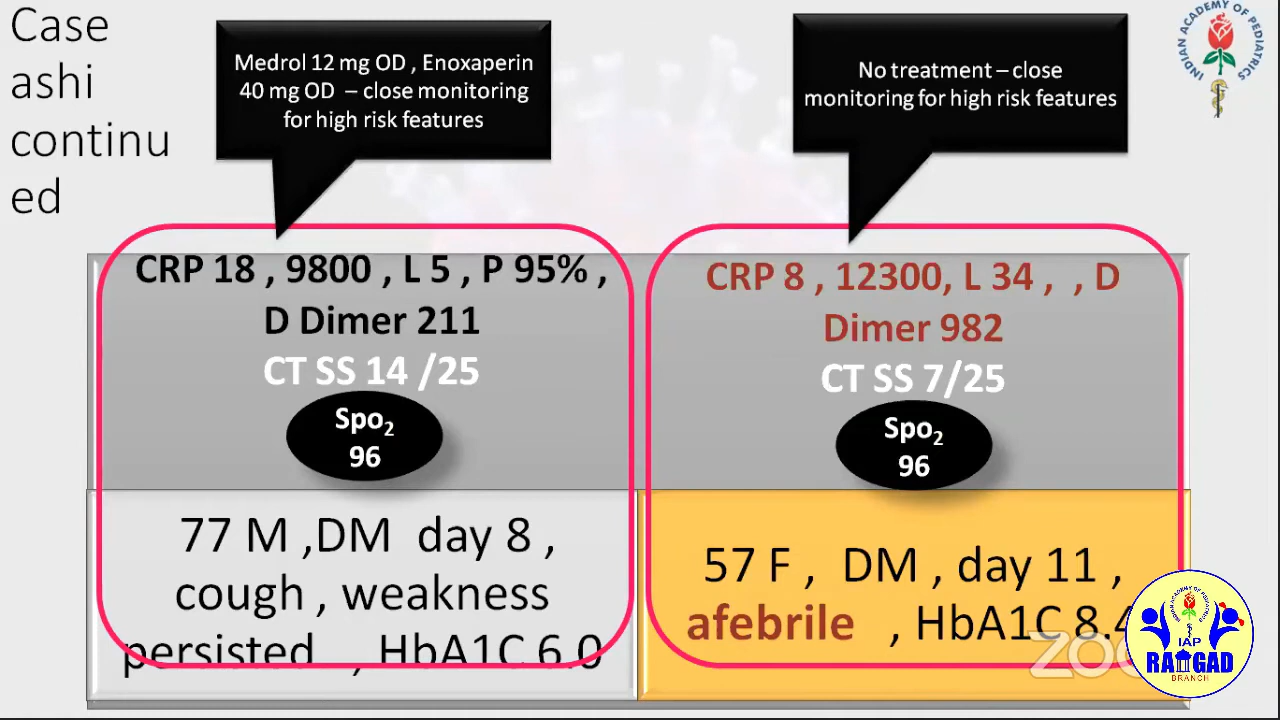 Case
ashi
continu
ed
Medrol 12 mg OD , Enoxaperin
40 mg OD – close monitoring
for high risk features
No treatment – close
monitoring for high risk features
INDIAN ACADEMY OF PEDIATRICS
CRP 18 , 9800 , L 5 , P 95% ,
D Dimer 211
CT SS 14 /25
Spo2
96
CRP 8 , 12300, L 34 , , D
Dimer 982
CT SS 7/25
Spo2
96
77 M ,DM day 8 ,
cough , weakness
persisted , HbA1C 6.0
57 F , DM , day 11 ,
afebrile , HbA1C 8.4
IAP
RAIGAD
BRANCH